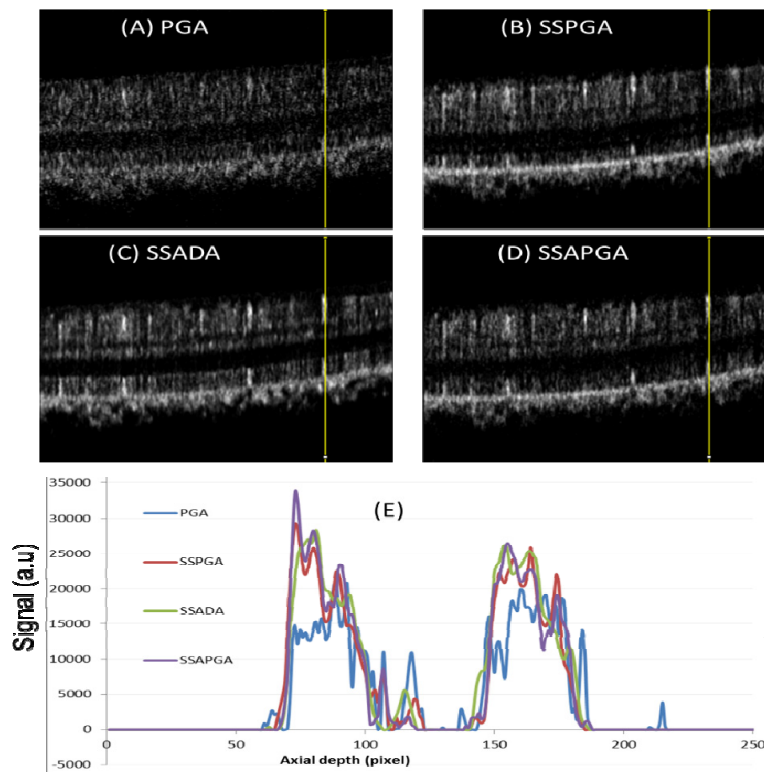 (A) PGA
(B) SSPGA
(C) SSADA
(D) SSAPGA
(E)
35000
30000
25000
20000
15000
10000
5000
0
-5000
Signal (a.u)
PGA
SSPGA
SSADA
SSAPGA
0 50 100 150 200 250
Axial depth (pixel)